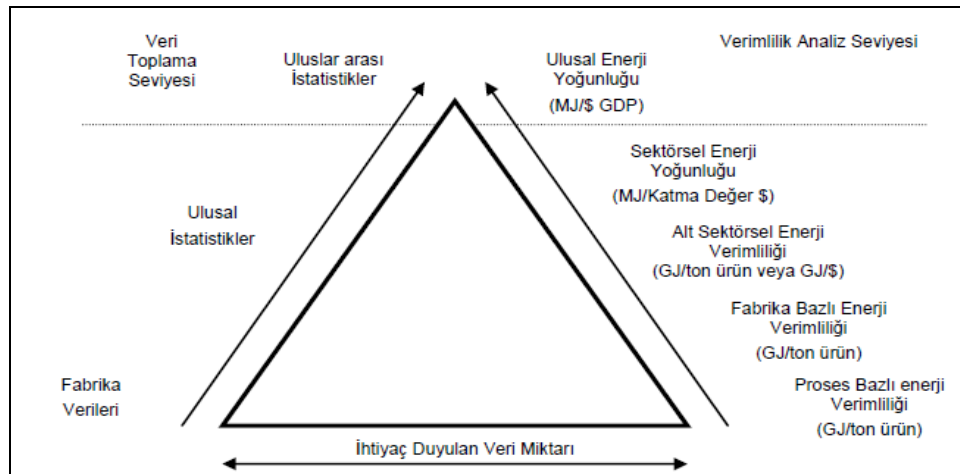 Veri
Toplama
Seviyesi
Uluslar arası
İstatistikler
Ulusal Enerji
Yoğunluğu
(MJ/$ GDP)
Verimlilik Analiz Seviyesi
Sektörsel Enerji
Yoğunluğu
(MJ/Katma Değer $)
Ulusal
İstatistikler
Alt Sektörsel Enerji
Verimliliği
(GJ/ton ürün veya GJ/$)
Fabrika Bazlı Enerji
Verimliliği
(GJ/ton ürün)
Fabrika
Verileri
Proses Bazlı enerji
Verimliliği
(GJ/ton ürün)
İhtiyaç Duyulan Veri Miktarı